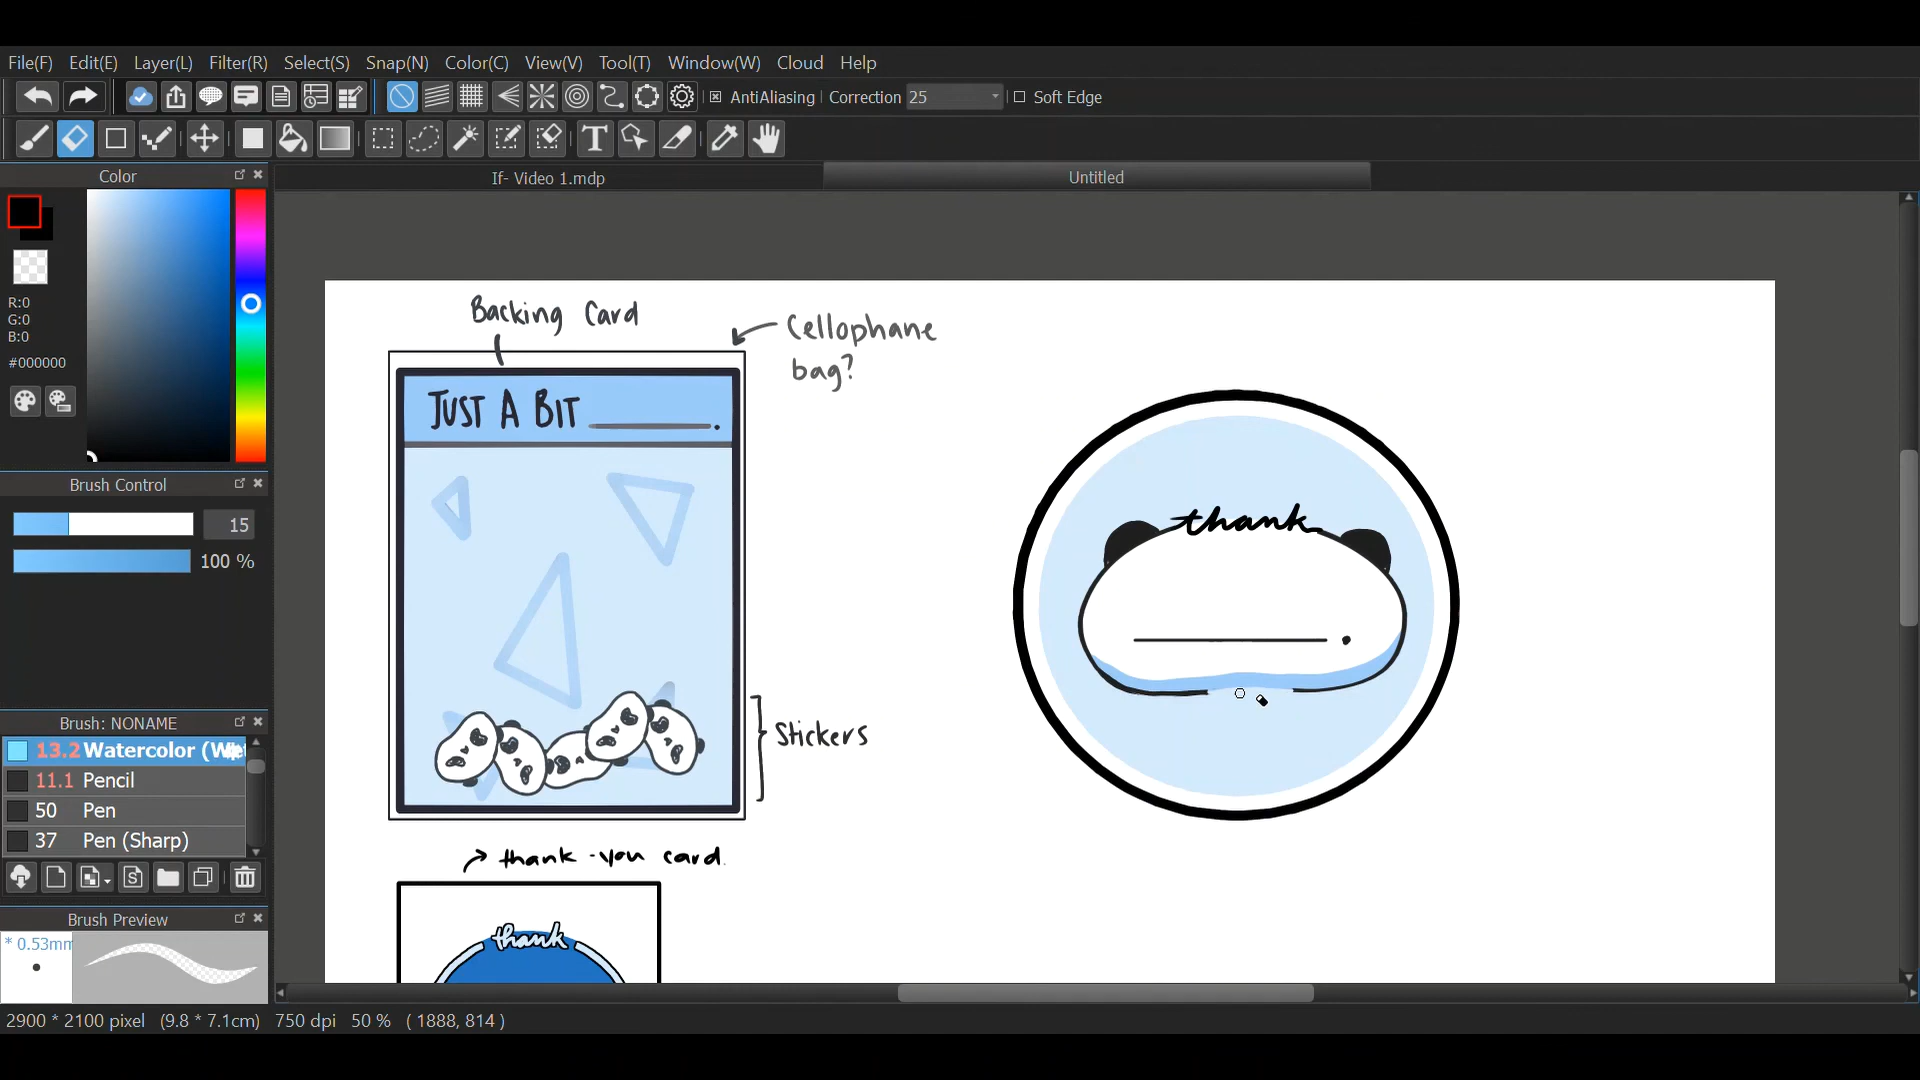 File(F) Edit(E) Layer(L) Filter(R) Select(S) Snap(N) Color(C) View(V) Tool(T) Window(W) Cloud Help
AntiAliasing Correction 25 Soft Edge
T
Color
If- Video 1.mdp
Untitled
R:0
G:0
B:0
#000000
Brush Control
15
100 %
Brush: NONAME
13.2 Watercolor (Wet
11.1 Pencil
50 Pen
37 Pen (Sharp)
S
Brush Preview
* 0.53mm
Backing Card
Cellophane
bag?
JUST A BIT ________.
Stickers
thank-you card.
thank
thank
________.
2900 * 2100 pixel (9.8 * 7.1cm) 750 dpi 50 % ( 1888, 814 )